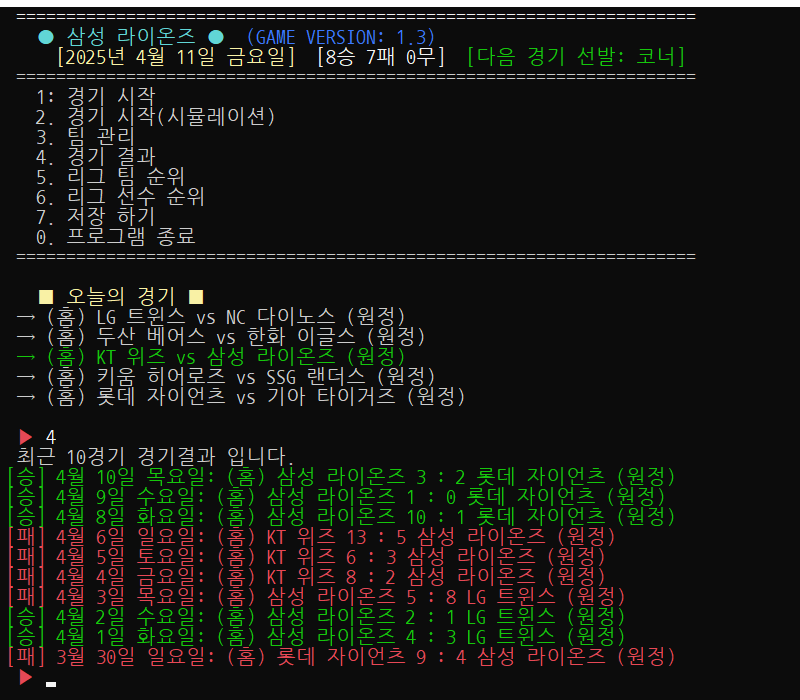 ====================================================================
● 삼성 라이온즈 ● (GAME VERSION: 1.3)
[2025년 4월 11일 금요일] [8승 7패 0무] [다음 경기 선발: 코너]
====================================================================
1: 경기 시작
2. 경기 시작(시뮬레이션)
3. 팀 관리
4. 경기 결과
5. 리그 팀 순위
6. 리그 선수 순위
7. 저장 하기
0. 프로그램 종료
====================================================================
■ 오늘의 경기 ■
→ (홈) LG 트윈스 vs NC 다이노스 (원정)
→ (홈) 두산 베어스 vs 한화 이글스 (원정)
→ (홈) KT 위즈 vs 삼성 라이온즈 (원정)
→ (홈) 키움 히어로즈 vs SSG 랜더스 (원정)
→ (홈) 롯데 자이언츠 vs 기아 타이거즈 (원정)
▶ 4
최근 10경기 경기결과 입니다.
[승] 4월 10일 목요일: (홈) 삼성 라이온즈 3 : 2 롯데 자이언츠 (원정)
[승] 4월 9일 수요일: (홈) 삼성 라이온즈 1 : 0 롯데 자이언츠 (원정)
[승] 4월 8일 화요일: (홈) 삼성 라이온즈 10 : 1 롯데 자이언츠 (원정)
[패] 4월 6일 일요일: (홈) KT 위즈 13 : 5 삼성 라이온즈 (원정)
[패] 4월 5일 토요일: (홈) KT 위즈 6 : 3 삼성 라이온즈 (원정)
[패] 4월 4일 금요일: (홈) KT 위즈 8 : 2 삼성 라이온즈 (원정)
[패] 4월 3일 목요일: (홈) 삼성 라이온즈 5 : 8 LG 트윈스 (원정)
[승] 4월 2일 수요일: (홈) 삼성 라이온즈 2 : 1 LG 트윈스 (원정)
[승] 4월 1일 화요일: (홈) 삼성 라이온즈 4 : 3 LG 트윈스 (원정)
[패] 3월 30일 일요일: (홈) 롯데 자이언츠 9 : 4 삼성 라이온즈 (원정)
▶ _